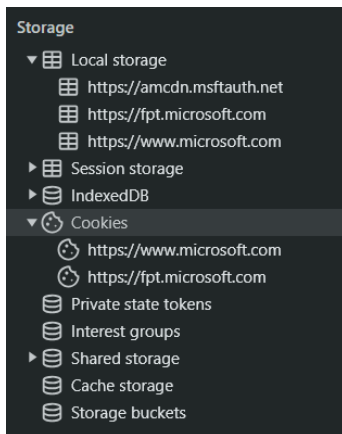 Storage
Local storage
https://amcdn.msftauth.net
https://fpt.microsoft.com
https://www.microsoft.com
Session storage
IndexedDB
Cookies
https://www.microsoft.com
https://fpt.microsoft.com
Private state tokens
Interest groups
Shared storage
Cache storage
Storage buckets